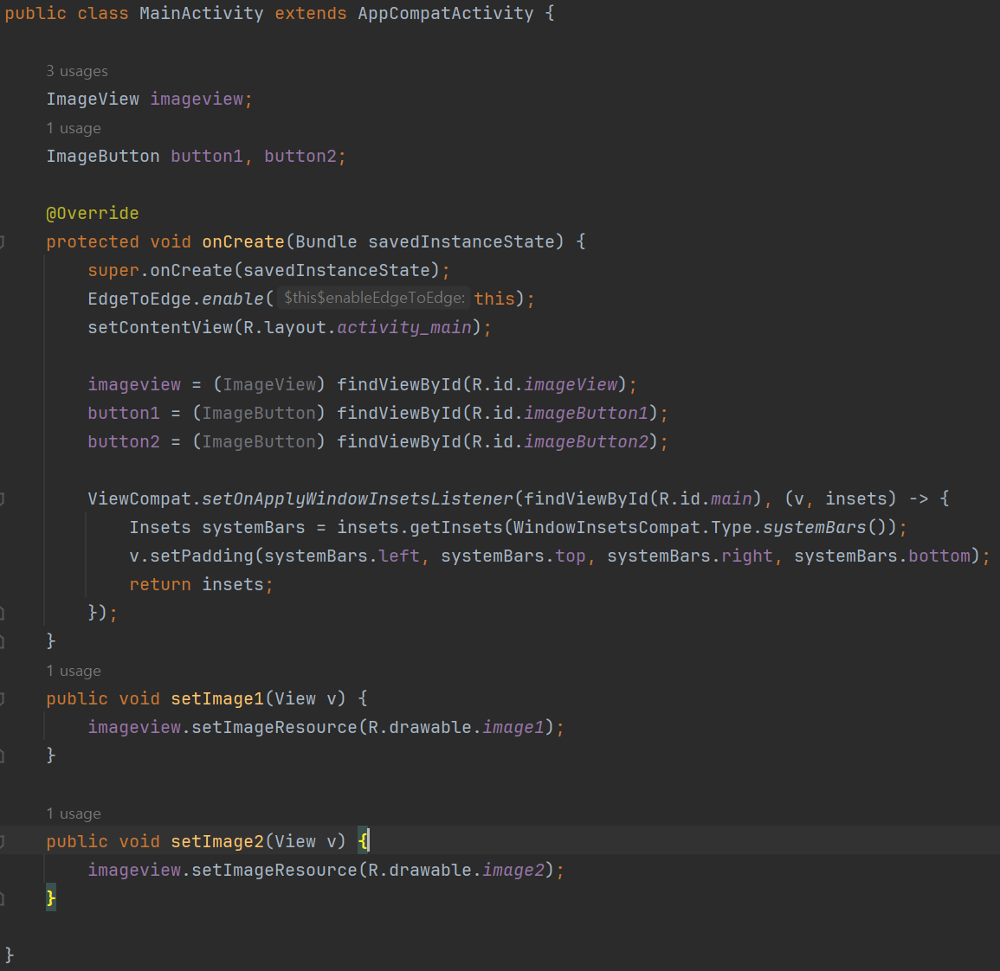 public class MainActivity extends AppCompatActivity {
3 usages
ImageView imageview;
1 usage
ImageButton button1, button2;
@Override
protected void onCreate(Bundle savedInstanceState) {
super.onCreate(savedInstanceState);
EdgeToEdge.enable( $this$enableEdgeToEdge: this);
setContentView(R.layout.activity_main);
imageview = (ImageView) findViewById(R.id.imageView);
button1 = (ImageButton) findViewById(R.id.imageButton1);
button2 = (ImageButton) findViewById(R.id.imageButton2);
ViewCompat.setOnApplyWindowInsetsListener(findViewById(R.id.main), (v, insets) -> {
Insets systemBars = insets.getInsets(WindowInsetsCompat.Type.systemBars());
v.setPadding(systemBars.left, systemBars.top, systemBars.right, systemBars.bottom);
return insets;
});
}
1 usage
public void setImage1(View v) {
imageview.setImageResource(R.drawable.image1);
}
1 usage
public void setImage2(View v) {
imageview.setImageResource(R.drawable.image2);
}
}